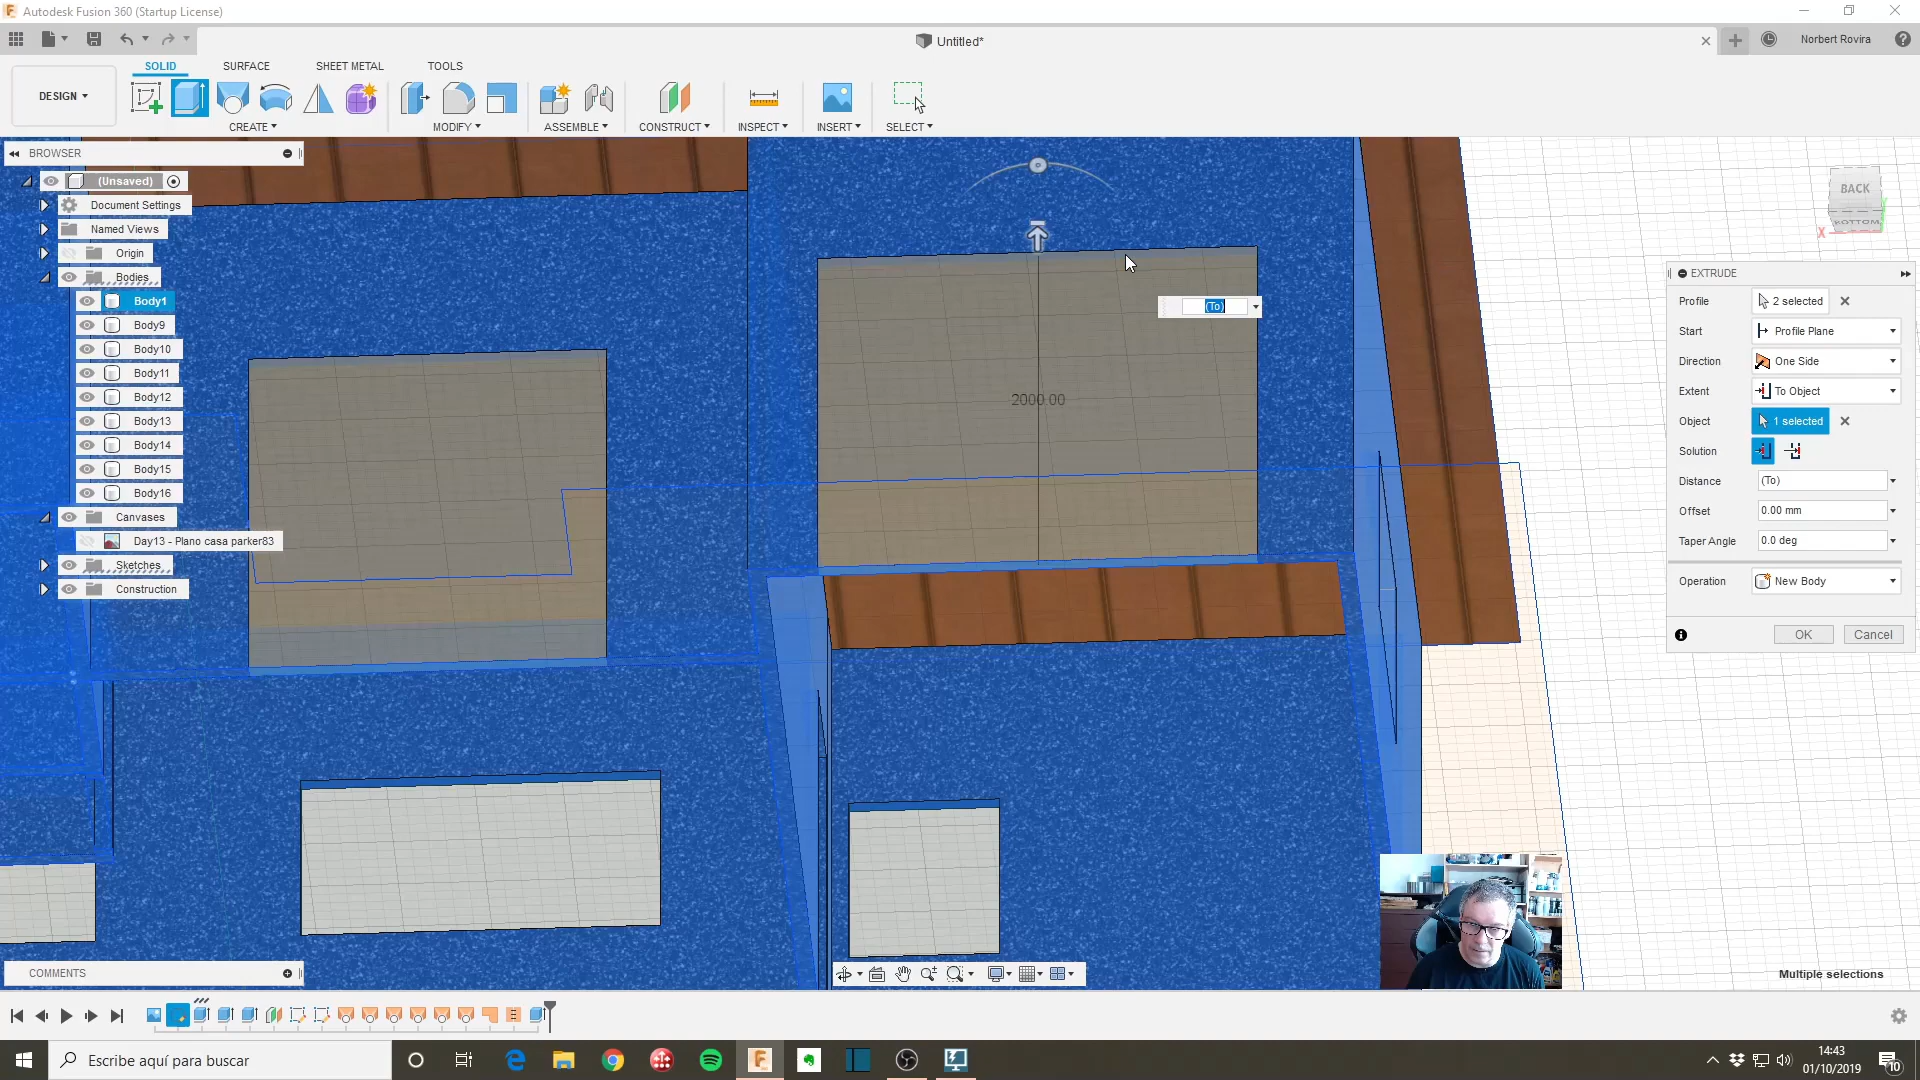 Autodesk Fusion 360 (Startup License)
Untitled*
Norbert Rovira
SOLID SURFACE SHEET METAL TOOLS
DESIGN
CREATE MODIFY ASSEMBLE CONSTRUCT INSPECT INSERT SELECT
BROWSER
(Unsaved)
Document Settings
Named Views
Origin
Bodies
Body1
Body9
Body10
Body11
Body12
Body13
Body14
Body15
Body16
Canvases
Day13 - Plano casa parker83
Sketches
Construction
BACK
BOTTOM
X
(To)
2000.00
EXTRUDE
Profile 2 selected
Start Profile Plane
Direction One Side
Extent To Object
Object 1 selected
Solution
Distance (To)
Offset 0.00 mm
Taper Angle 0.0 deg
Operation New Body
OK Cancel
Multiple selections
COMMENTS
Escribe aquí para buscar
14:43
01/10/2019
10